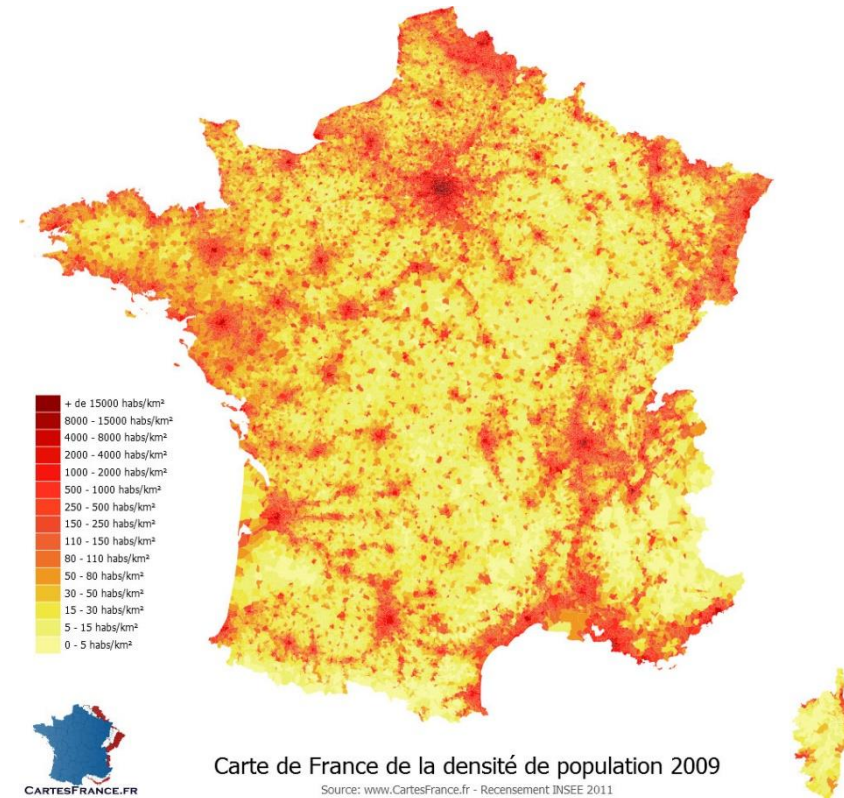 + de 15000 habs/km²
8000 - 15000 habs/km²
4000 - 8000 habs/km²
2000 - 4000 habs/km²
1000 - 2000 habs/km²
500 - 1000 habs/km²
250 - 500 habs/km²
150 - 250 habs/km²
110 - 150 habs/km²
80 - 110 habs/km²
50 - 80 habs/km²
30 - 50 habs/km²
15 - 30 habs/km²
5 - 15 habs/km²
0 - 5 habs/km²
CARTESFRANCE.FR
Carte de France de la densité de population 2009
Source: www.CartesFrance.fr - Recensement INSEE 2011